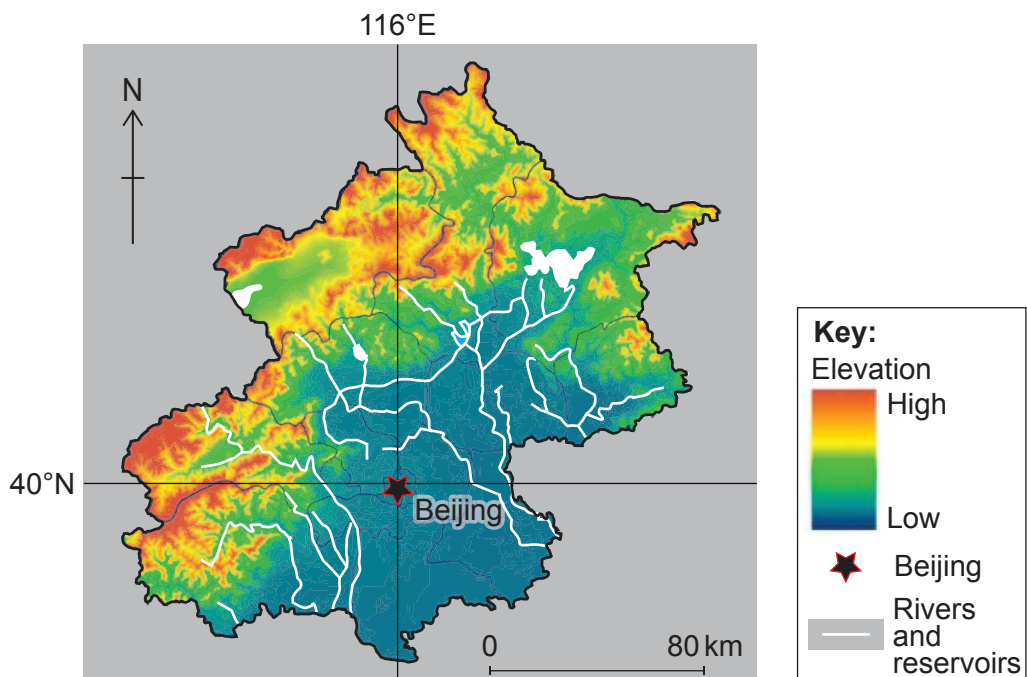 116°E
N
40°N
Beijing
0 80 km
Key:
Elevation
High
Low
Beijing
Rivers
and
reservoirs